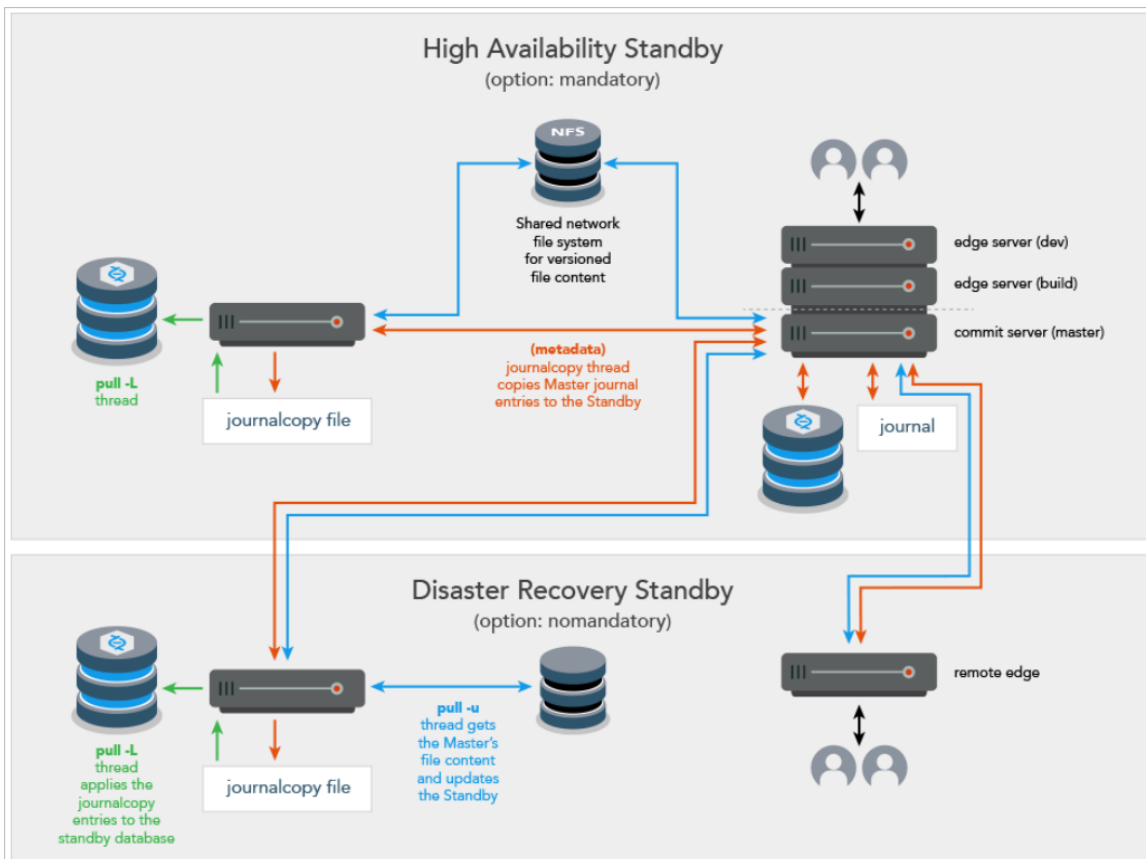 High Availability Standby
(option: mandatory)
NFS
Shared network
file system
for versioned
file content
edge server (dev)
edge server (build)
commit server (master)
pull -L
thread
journalcopy file
(metadata)
journalcopy thread
copies Master journal
entries to the Standby
journal
Disaster Recovery Standby
(option: nomandatory)
pull -L
thread
applies the
journalcopy
entries to the
standby database
journalcopy file
pull -u
thread gets
the Master's
file content
and updates
the Standby
remote edge